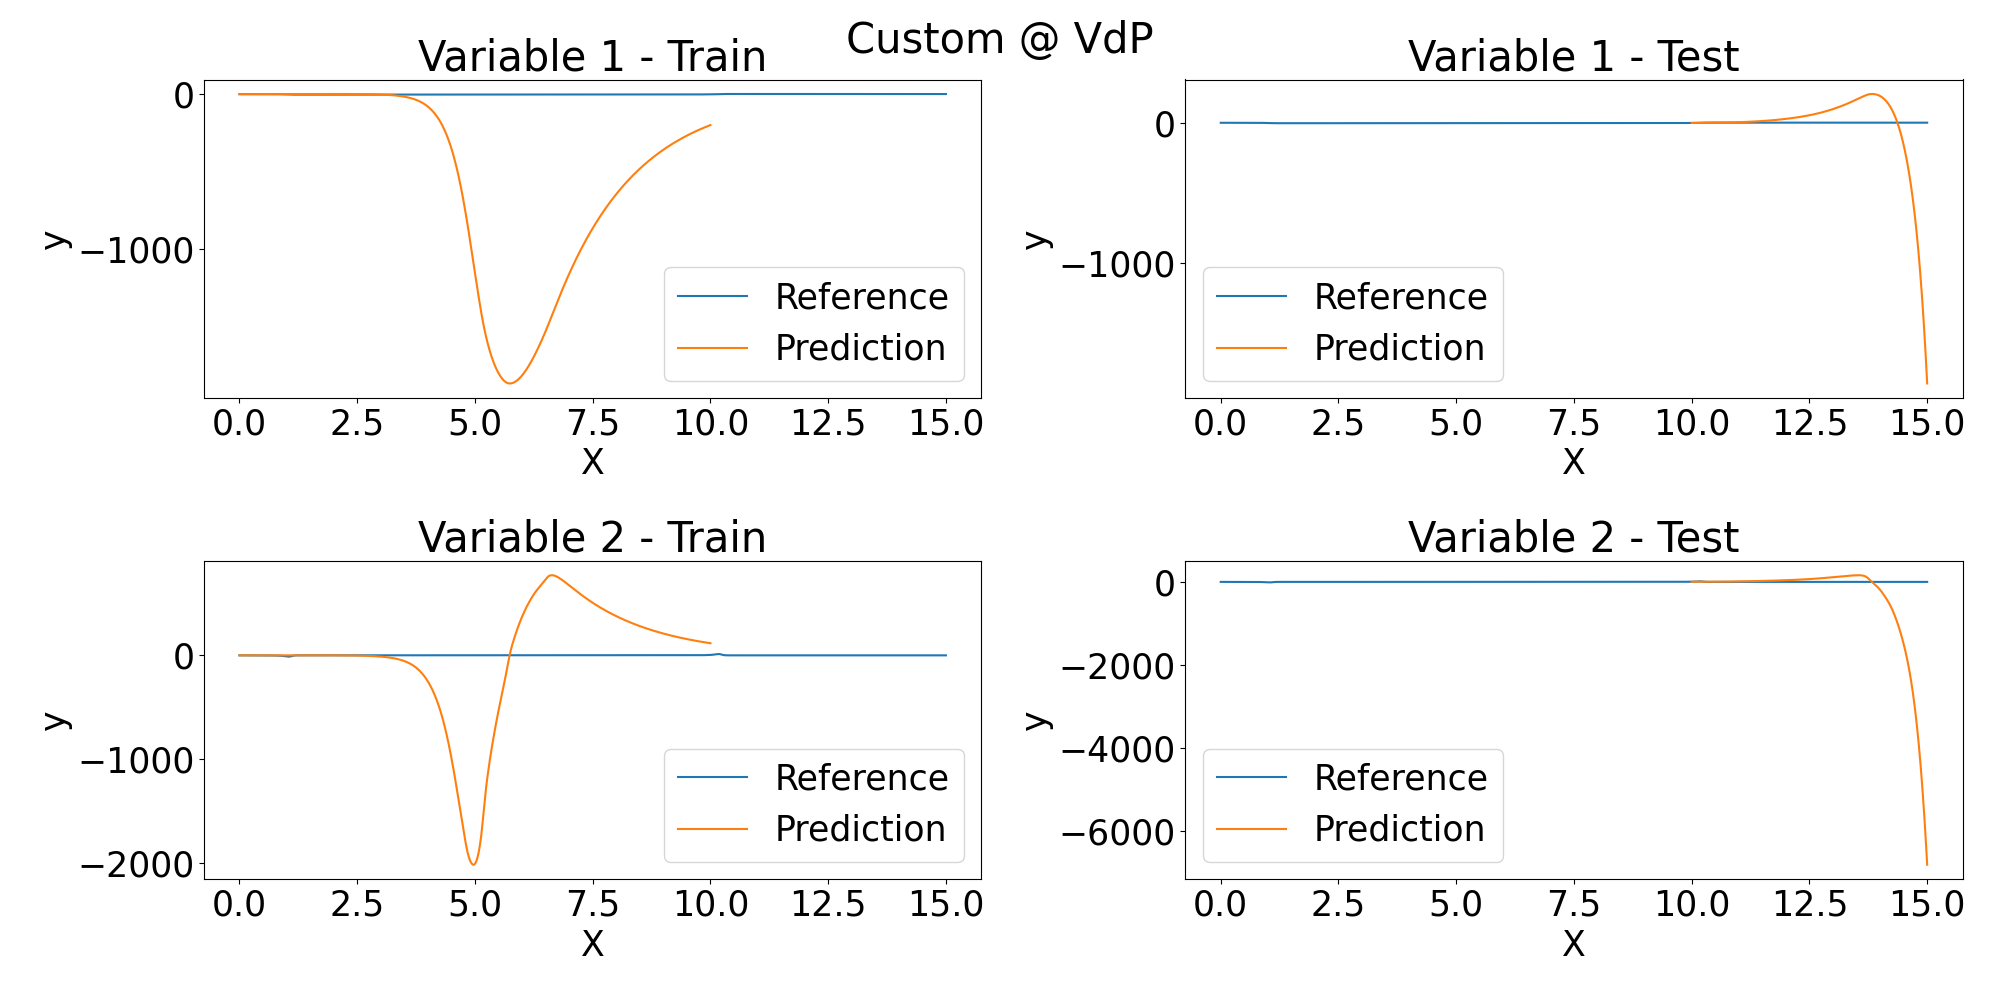 Custom @ VdP
Variable 1 - Train
0
−1000
y
Reference
Prediction
0.0 2.5 5.0 7.5 10.0 12.5 15.0
X
Variable 1 - Test
0
−1000
y
Reference
Prediction
0.0 2.5 5.0 7.5 10.0 12.5 15.0
X
Variable 2 - Train
0
−1000
−2000
y
Reference
Prediction
0.0 2.5 5.0 7.5 10.0 12.5 15.0
X
Variable 2 - Test
0
−2000
−4000
−6000
y
Reference
Prediction
0.0 2.5 5.0 7.5 10.0 12.5 15.0
X